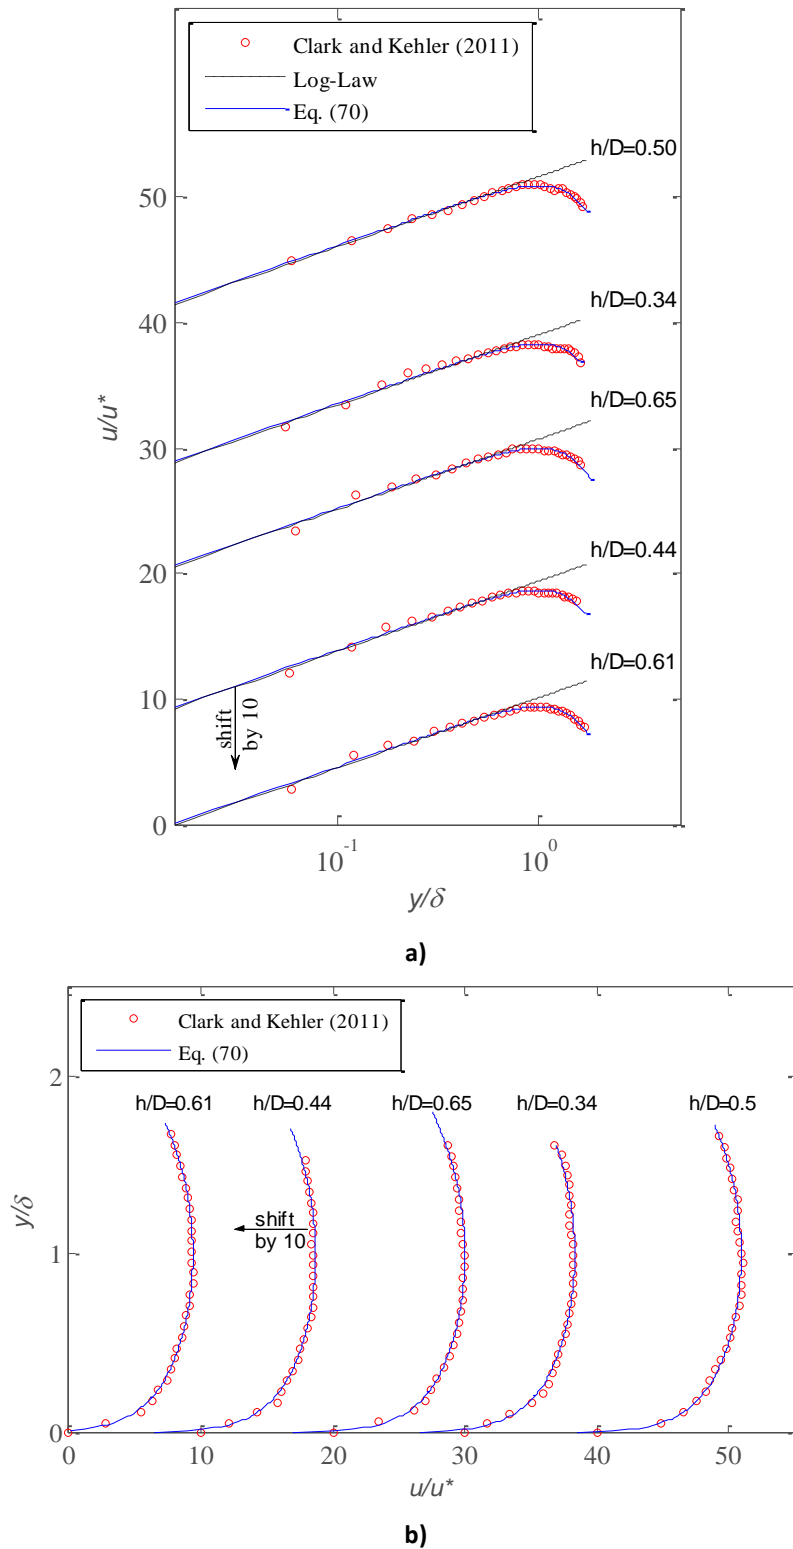 Clark and Kehler (2011)
Log-Law
Eq. (70)
h/D=0.50
50
h/D=0.34
40
h/D=0.65
u/u*
30
h/D=0.44
20
h/D=0.61
10
shift
by 10
0
10-1
100
y/δ
a)
Clark and Kehler (2011)
Eq. (70)
2
h/D=0.61 h/D=0.44 h/D=0.65 h/D=0.34 h/D=0.5
y/δ
shift
1
by 10
0
0 10 20 30 40 50
u/u*
b)